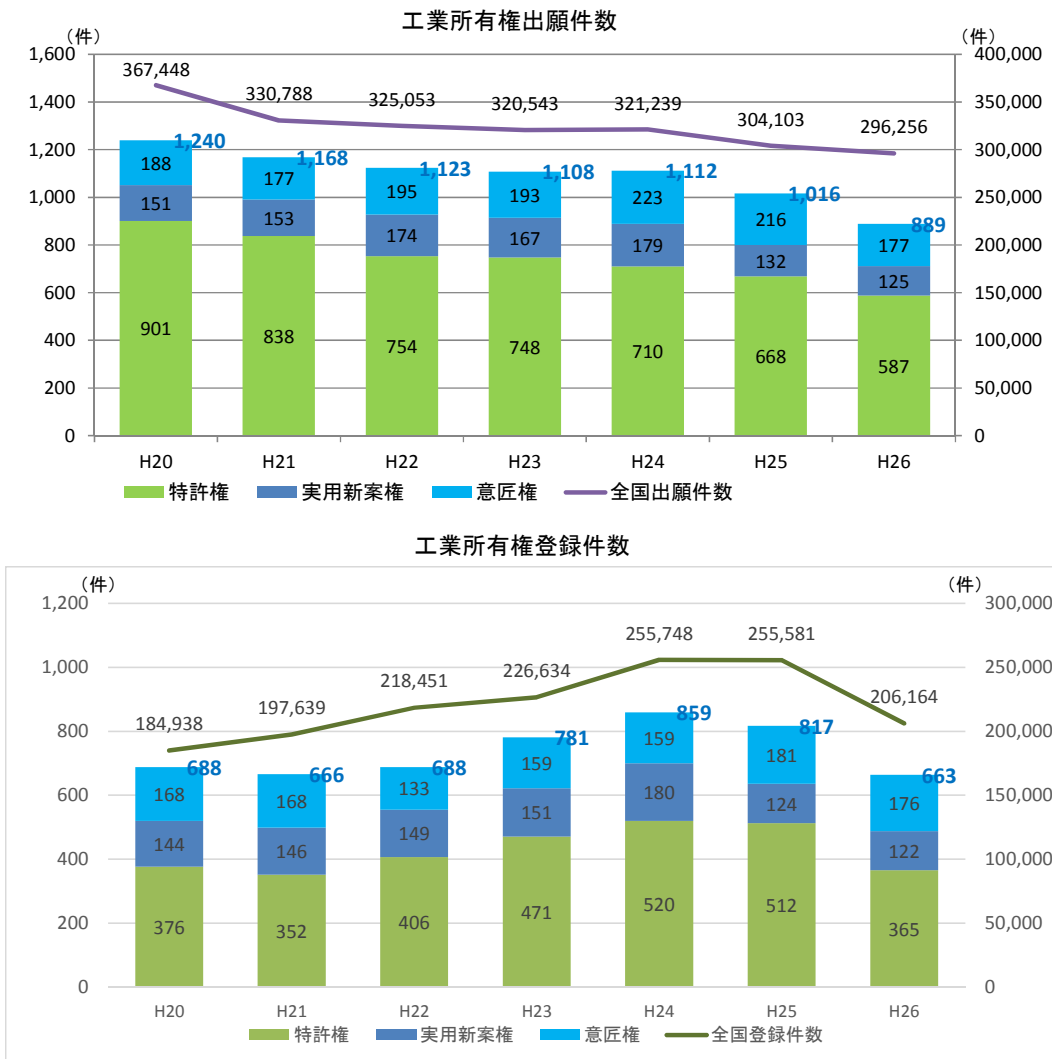 工業所有権出願件数
（件） （件）
1,600 400,000
367,448
1,400 330,788 325,053 320,543 321,239 304,103 296,256 350,000
1,200 1,240 1,168 1,123 1,108 1,112 1,016 889 300,000
188 177 195 193 223 216 177
1,000 250,000
151 153 174 167 179 132 125
800 200,000
600 150,000
901 838 754 748 710 668 587
400 100,000
200 50,000
0 0
H20 H21 H22 H23 H24 H25 H26
特許権 実用新案権 意匠権 全国出願件数
工業所有権登録件数
（件） （件）
1,200 300,000
184,938 197,639 218,451 226,634 255,748 255,581 206,164
1,000 250,000
800 200,000
688 666 688 781 859 817 663
168 168 133 159 159 181 176
600 150,000
144 146 149 151 180 124 122
400 100,000
376 352 406 471 520 512 365
200 50,000
0 0
H20 H21 H22 H23 H24 H25 H26
特許権 実用新案権 意匠権 全国登録件数